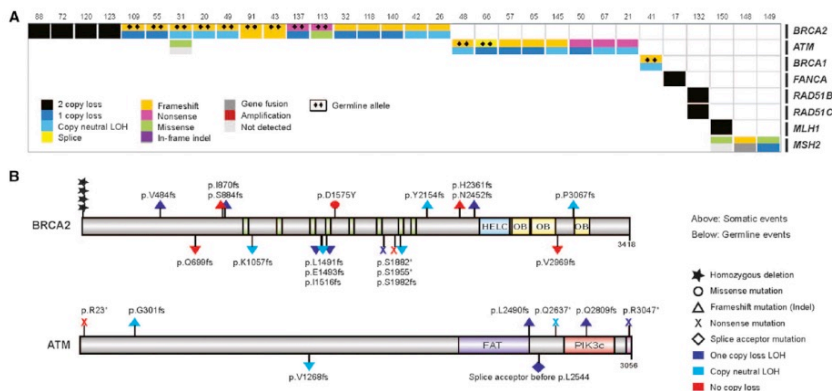 A
88 72 120 12 109 55 31 20 49 91 43 137 113 32 118 140 42 26 48 66 57 85 145 50 67 21 41 17 132 150 148 149
BRCA2
ATM
BRCA1
FANCA
RAD51B
RAD51C
MLH1
MSH2
2 copy loss
1 copy loss
Copy neutral LOH
Splice
Frameshift
Nonsense
Missense
In-frame indel
Gene fusion
Amplification
Not detected
Germline allele
B
p.I870fs
p.V484fs
p.S884fs
p.D1575Y
p.Y2154fs
p.H2361fs
p.N2452fs
p.P3067fs
BRCA2
HELC OB OB OB
3418
p.Q699fs
p.K1057fs
p.L1491fs
p.E1493fs
p.I1516fs
p.S1882*
p.S1955*
p.S1982fs
p.V2969fs
p.R23*
p.G301fs
p.L2490fs
p.Q2637*
p.Q2809fs
p.R3047*
ATM
FAT
PIK3c
3056
p.V1268fs
Splice acceptor before p.L2544
Above: Somatic events
Below: Germline events
Homozygous deletion
Missense mutation
Frameshift mutation (Indel)
Nonsense mutation
Splice acceptor mutation
One copy loss LOH
Copy neutral LOH
No copy loss